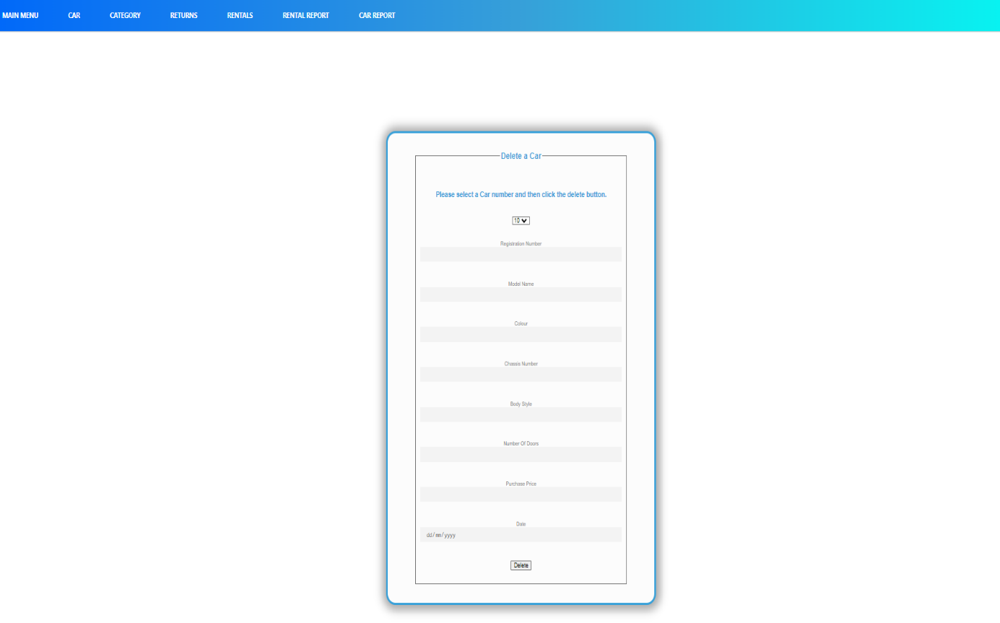 MAIN MENU CAR CATEGORY RETURNS RENTALS RENTAL REPORT CAR REPORT
Delete a Car
Please select a Car number and then click the delete button.
10
Registration Number
Model Name
Colour
Chassis Number
Body Style
Number Of Doors
Purchase Price
Date
dd/mm/yyyy
Delete